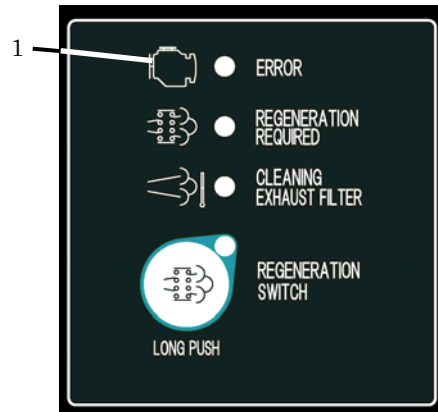 1
ERROR
REGENERATION
REQUIRED
CLEANING
EXHAUST FILTER
REGENERATION
SWITCH
LONG PUSH